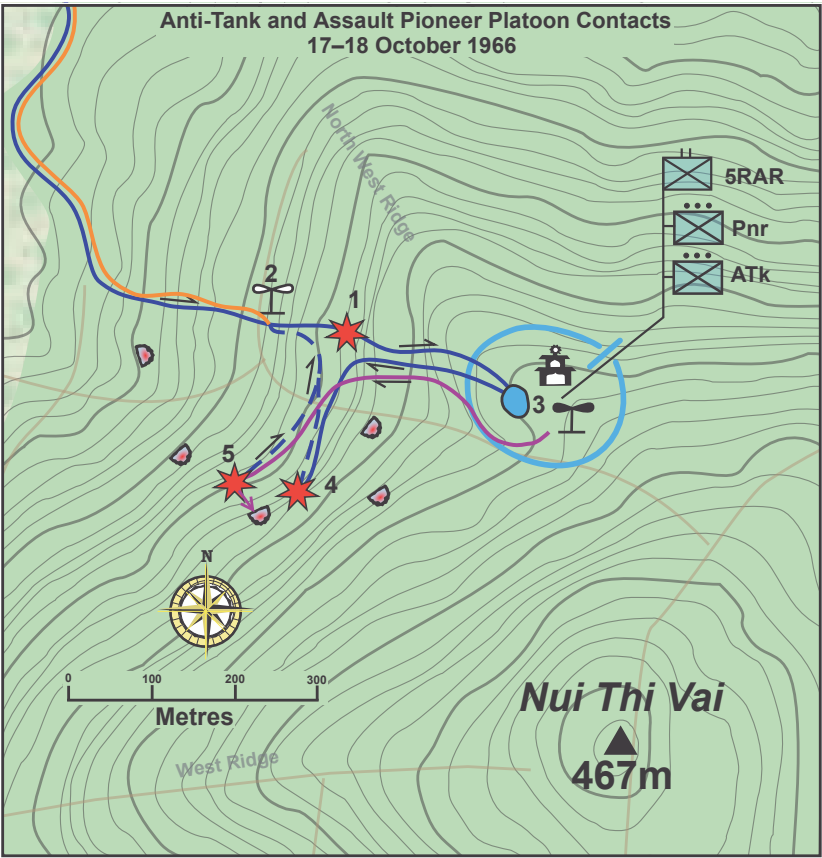 Anti-Tank and Assault Pioneer Platoon Contacts
17–18 October 1966
North West Ridge
5RAR
Pnr
ATk
2
1
3
5
4
N
0 100 200 300
Metres
Nui Thi Vai
467m
West Ridge